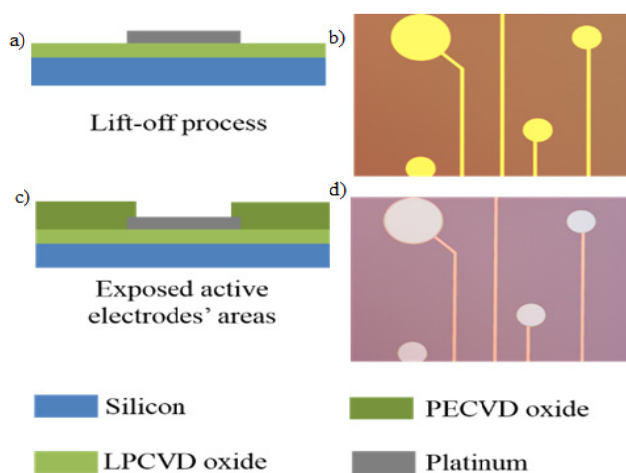 a)
b)
Lift-off process
c)
d)
Exposed active
electrodes’ areas
Silicon
PECVD oxide
LPCVD oxide
Platinum